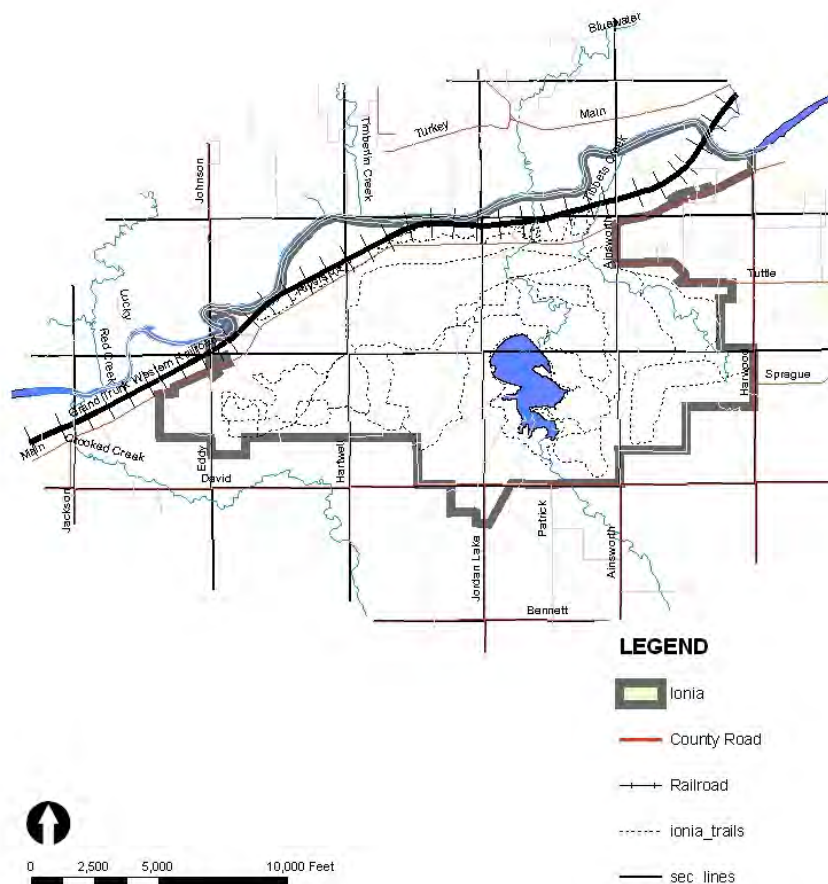 Bluewater
Main
Turkey
Timberlin Creek
Tibbets Creek
Johnson
Ainsworth
Tuttle
Riverside
Lucky
Red Creek
Grand Trunk Western Railroad
Harwood
Sprague
Main
Crooked Creek
Eddy
Hartwell
David
Jackson
Patrick
Ainsworth
Jordan Lake
Bennett
LEGEND
Ionia
County Road
Railroad
ionia_trails
sec_lines
0 2,500 5,000 10,000 Feet